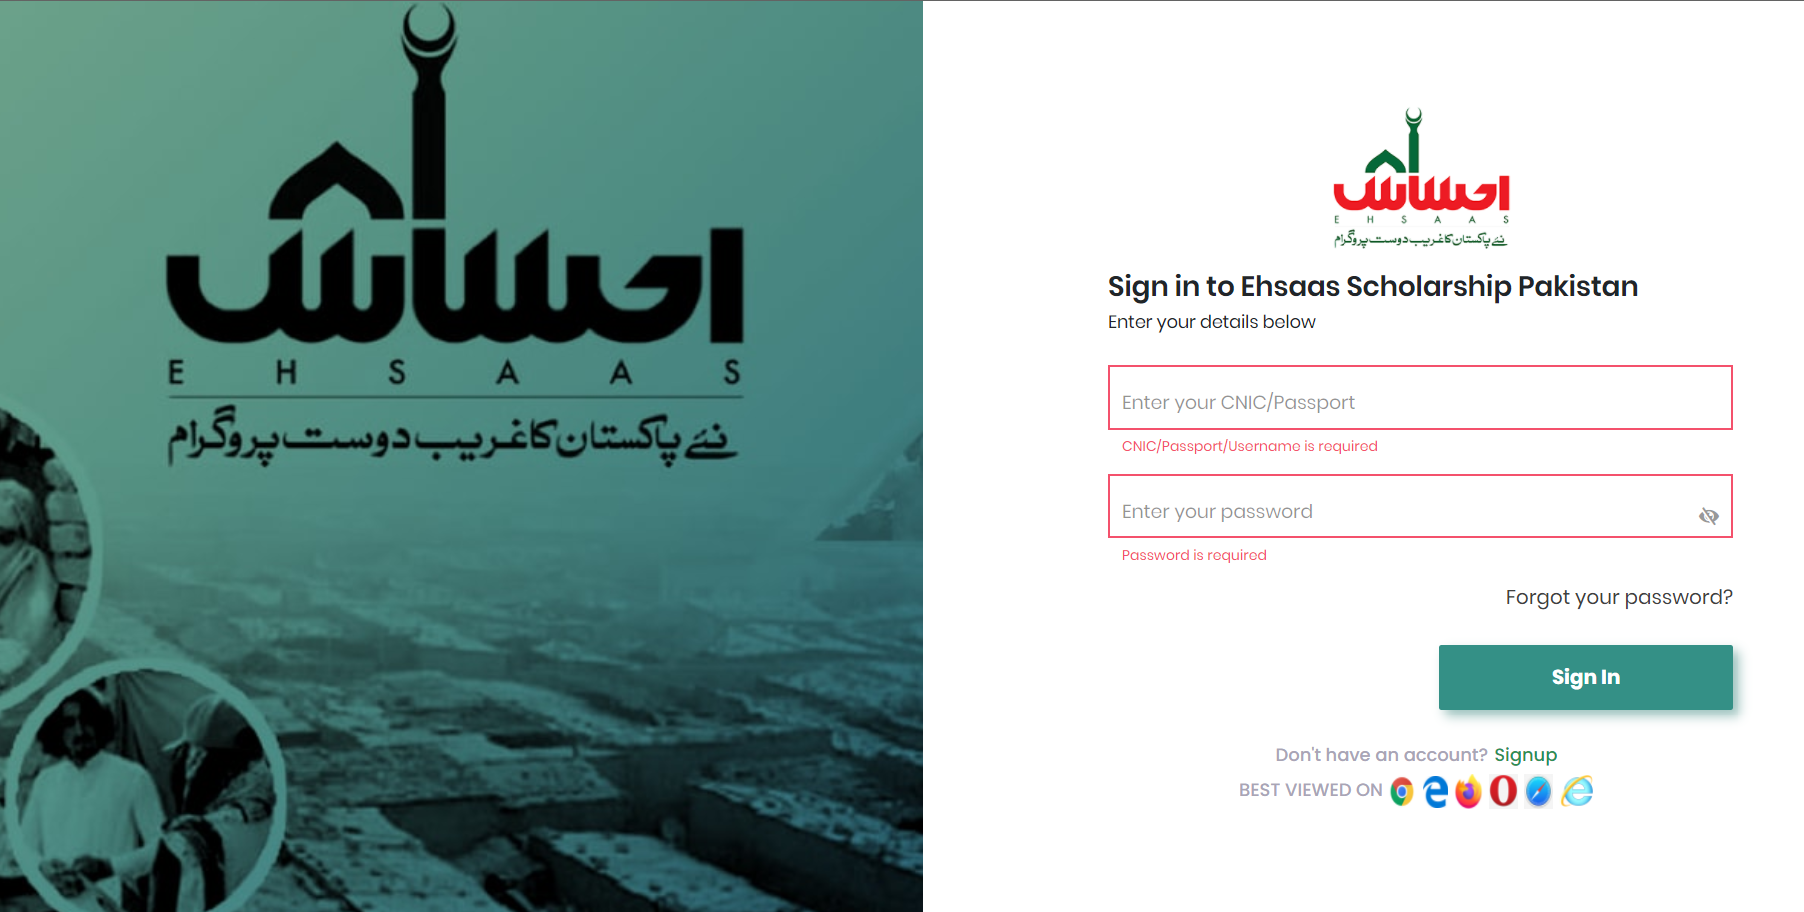 احساس
EHSAAS
نئے پاکستان کا غریب دوست پروگرام
احساس
EHSAAS
نئے پاکستان کا غریب دوست پروگرام
Sign in to Ehsaas Scholarship Pakistan
Enter your details below
Enter your CNIC/Passport
CNIC/Passport/Username is required
Enter your password
Password is required
Forgot your password?
Sign In
Don't have an account? Signup
BEST VIEWED ON